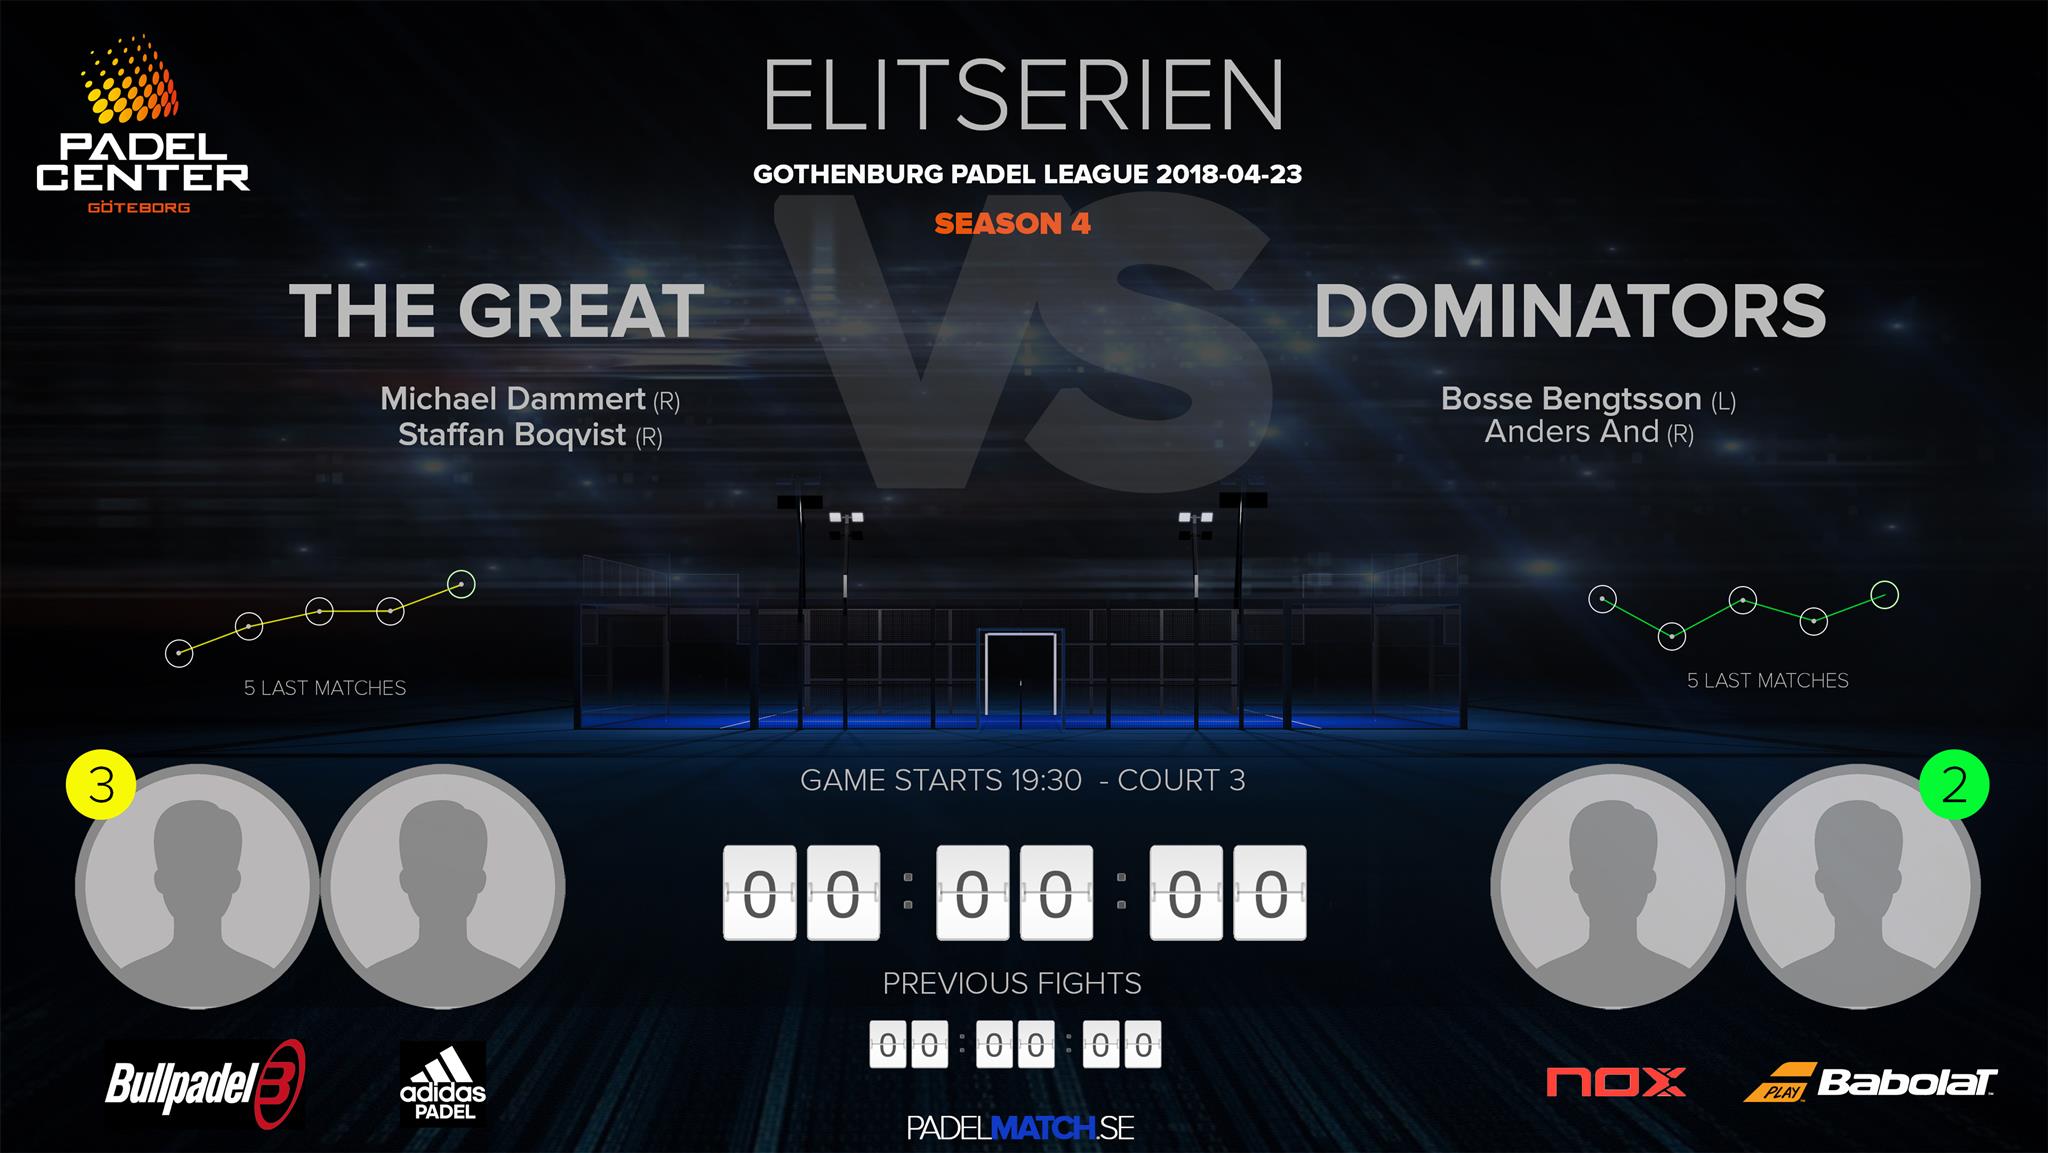 PADEL
CENTER
GÖTEBORG
ELITSERIEN
GOTHENBURG PADEL LEAGUE 2018-04-23
SEASON 4
VS
THE GREAT
Michael Dammert (R)
Staffan Boqvist (R)
DOMINATORS
Bosse Bengtsson (L)
Anders And (R)
5 LAST MATCHES
5 LAST MATCHES
3
2
GAME STARTS 19:30 - COURT 3
00:00:00
PREVIOUS FIGHTS
00:00:00
Bullpadel B
adidas
PADEL
nox
PLAY Babolat
PADELMATCH.SE